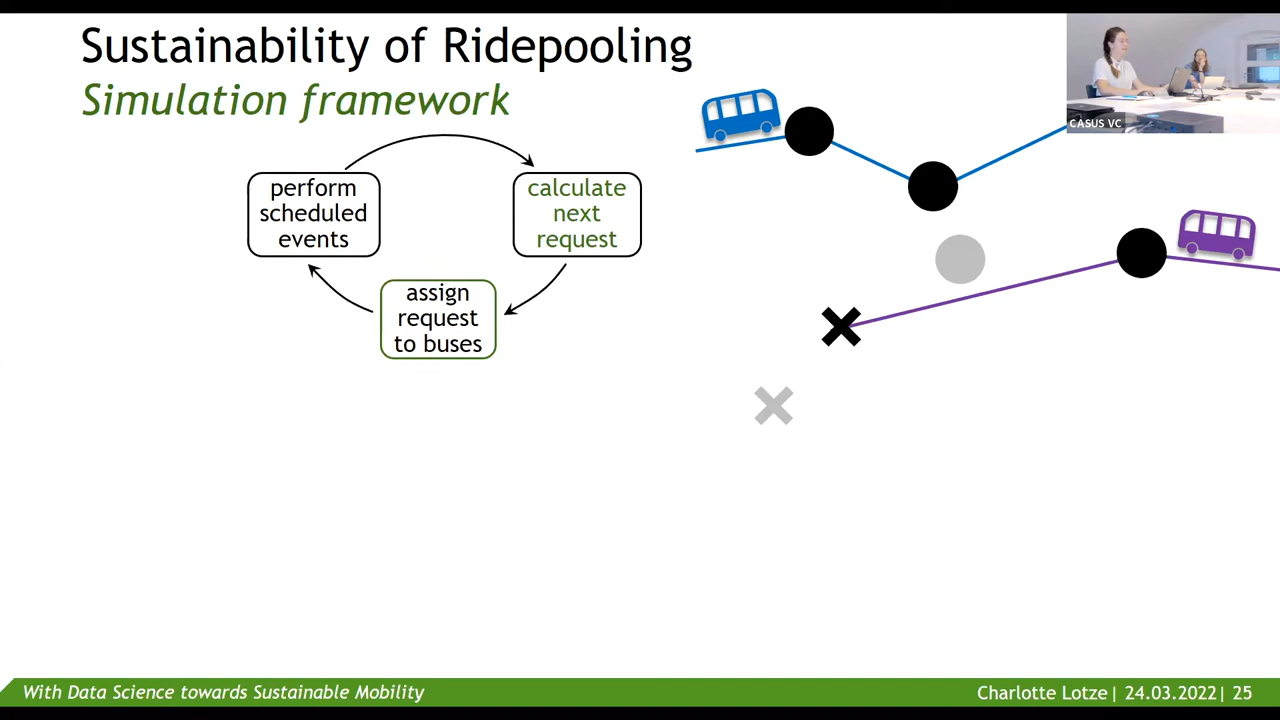 Sustainability of Ridepooling
Simulation framework
CASUS VC
perform
scheduled
events
calculate
next
request
assign
request
to buses
With Data Science towards Sustainable Mobility
Charlotte Lotze| 24.03.2022| 25